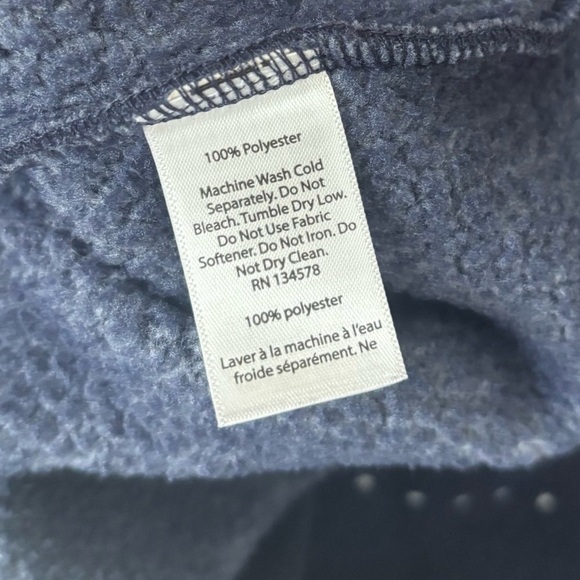 100% Polyester
Machine Wash Cold
Separately. Do Not
Bleach. Tumble Dry Low.
Do Not Use Fabric
Softener. Do Not Iron. Do
Not Dry Clean.
RN 134578
100% polyester
Laver à la machine à l'eau
froide séparément. Ne